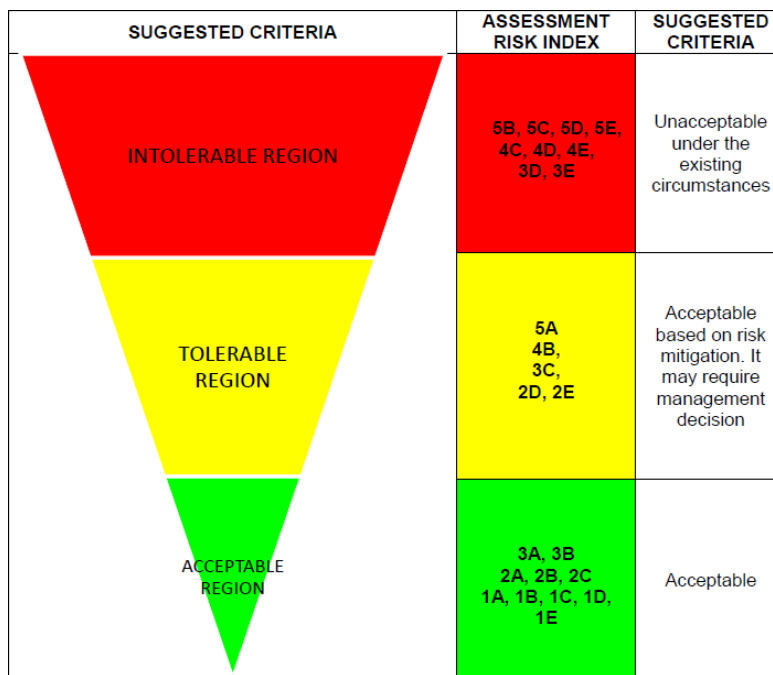 SUGGESTED CRITERIA
ASSESSMENT
RISK INDEX
SUGGESTED
CRITERIA
INTOLERABLE REGION
5B, 5C, 5D, 5E,
4C, 4D, 4E,
3D, 3E
Unacceptable
under the
existing
circumstances
TOLERABLE
REGION
5A
4B,
3C,
2D, 2E
Acceptable
based on risk
mitigation. It
may require
management
decision
ACCEPTABLE
REGION
3A, 3B
2A, 2B, 2C
1A, 1B, 1C, 1D,
1E
Acceptable